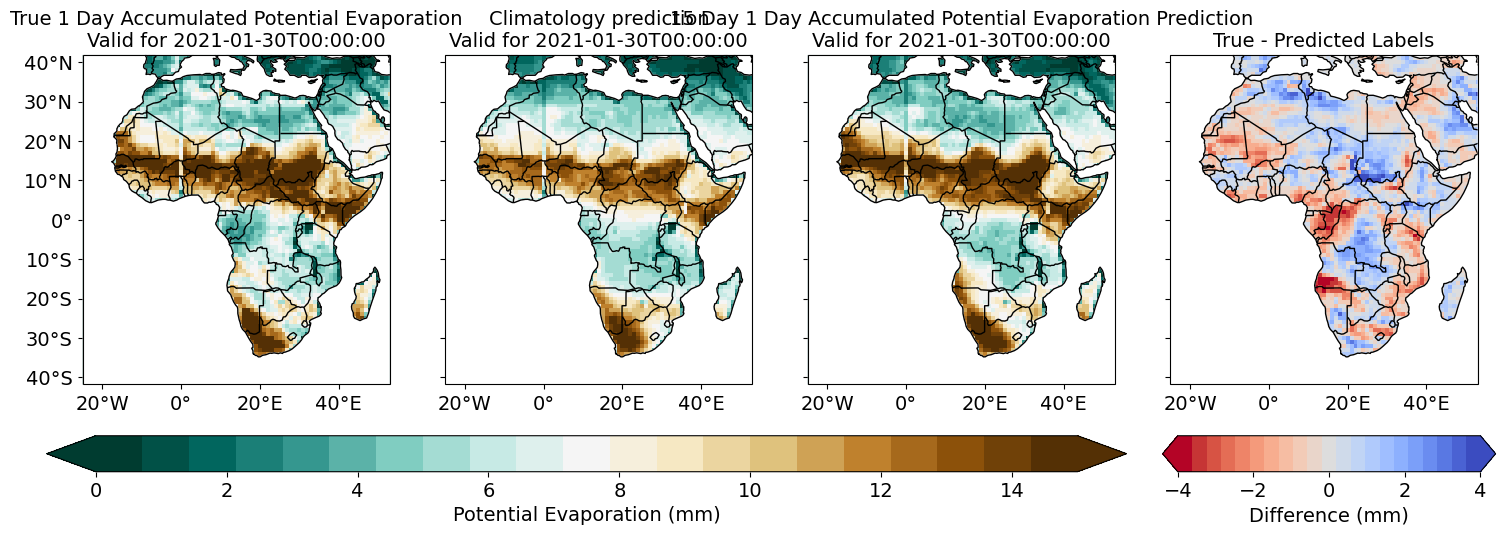 True 1 Day Accumulated Potential Evaporation
Valid for 2021-01-30T00:00:00
Climatology prediction
Valid for 2021-01-30T00:00:00
15 Day 1 Day Accumulated Potential Evaporation Prediction
Valid for 2021-01-30T00:00:00
True - Predicted Labels
40°N
30°N
20°N
10°N
0°
10°S
20°S
30°S
40°S
20°W 0° 20°E 40°E
20°W 0° 20°E 40°E
20°W 0° 20°E 40°E
20°W 0° 20°E 40°E
0 2 4 6 8 10 12 14
Potential Evaporation (mm)
−4 −2 0 2 4
Difference (mm)